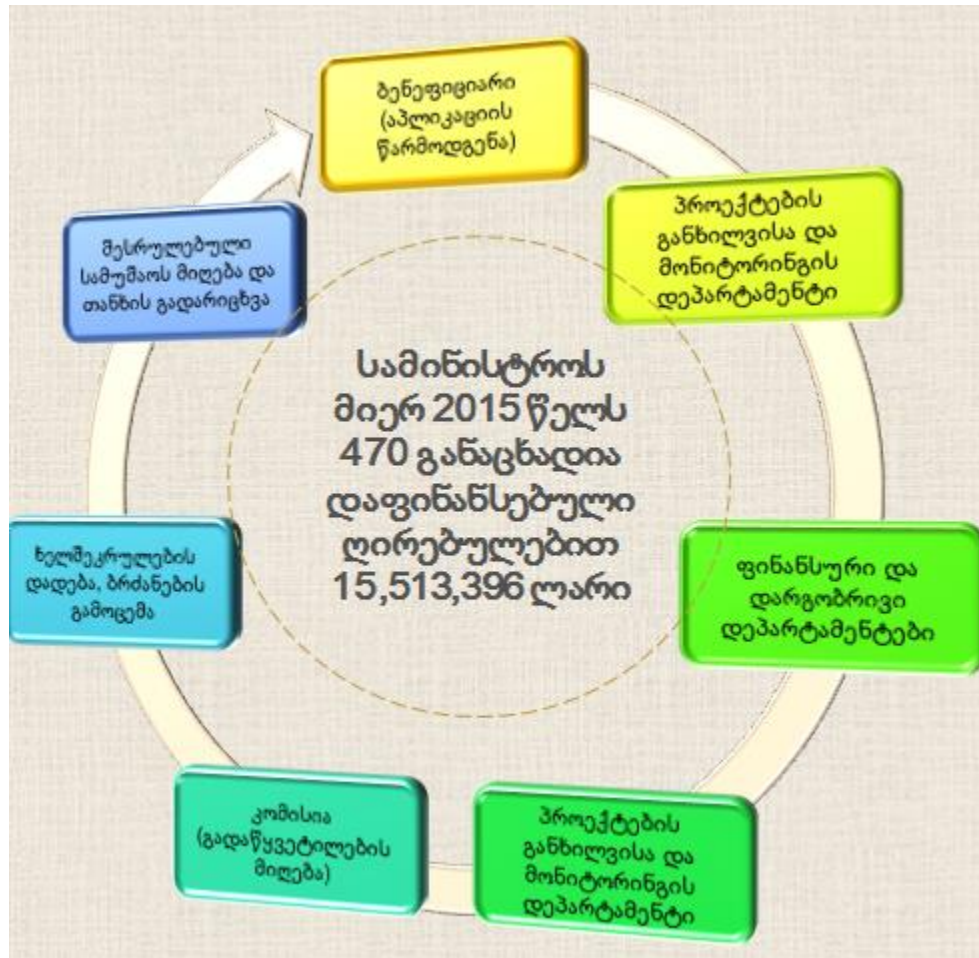 ბენეფიციარი
(აპლიკაციის
წარმოდგენა)
პროექტების
განხილვისა და
მონიტორინგის
დეპარტამენტი
ფინანსური და
დარგობრივი
დეპარტამენტები
პროექტების
განხილვისა და
მონიტორინგის
დეპარტამენტი
კომისია
(გადაწყვეტილების
მიღება)
ხელშეკრულების
დადება, ბრძანების
გამოცემა
შესრულებული
სამუშაოს მიღება და
თანხის გადარიცხვა
სამინისტროს
მიერ 2015 წელს
470 განაცხადია
დაფინანსებული
ღირებულებით
15,513,396 ლარი